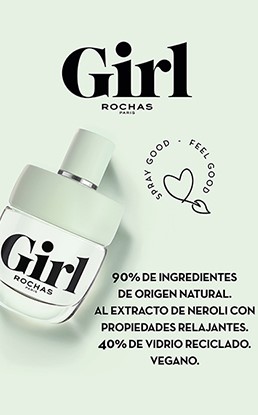 Girl
ROCHAS
PARIS
SPRAY GOOD · FEEL GOOD
Girl
ROCHAS
PARIS
90% DE INGREDIENTES
DE ORIGEN NATURAL.
AL EXTRACTO DE NEROLI CON
PROPIEDADES RELAJANTES.
40% DE VIDRIO RECICLADO.
VEGANO.